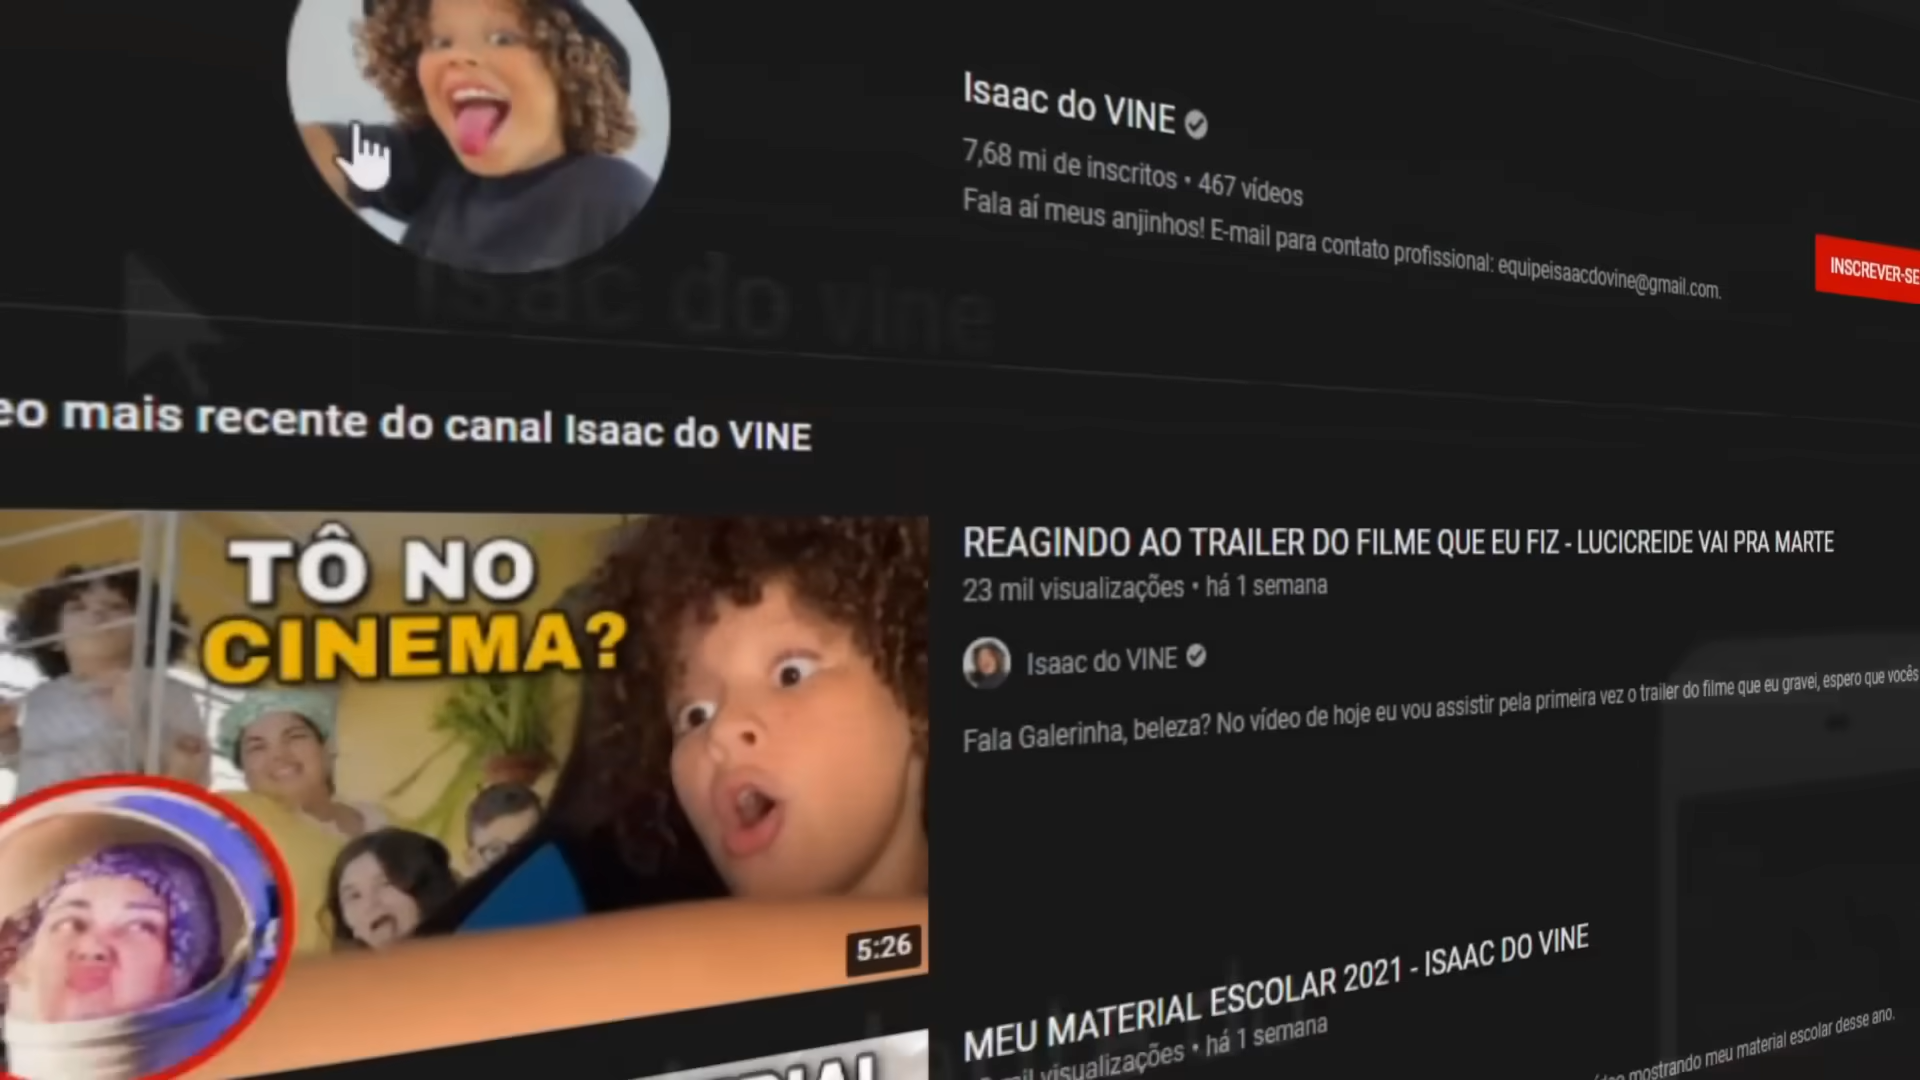 Isaac do VINE
7,68 mi de inscritos • 467 vídeos
Fala aí meus anjinhos! E-mail para contato profissional: equipeisaacdovine@gmail.com.
INSCREVER-SE
isac do vine
mais recente do canal Isaac do VINE
TÔ NO
CINEMA?
5:26
REAGINDO AO TRAILER DO FILME QUE EU FIZ - LUCICREIDE VAI PRA MARTE
23 mil visualizações • há 1 semana
Isaac do VINE
Fala Galerinha, beleza? No vídeo de hoje eu vou assistir pela primeira vez o trailer do filme que eu gravei, espero que vocês
MEU MATERIAL ESCOLAR 2021 - ISAAC DO VINE
mil visualizações • há 1 semana
mostrando meu material escolar desse ano.